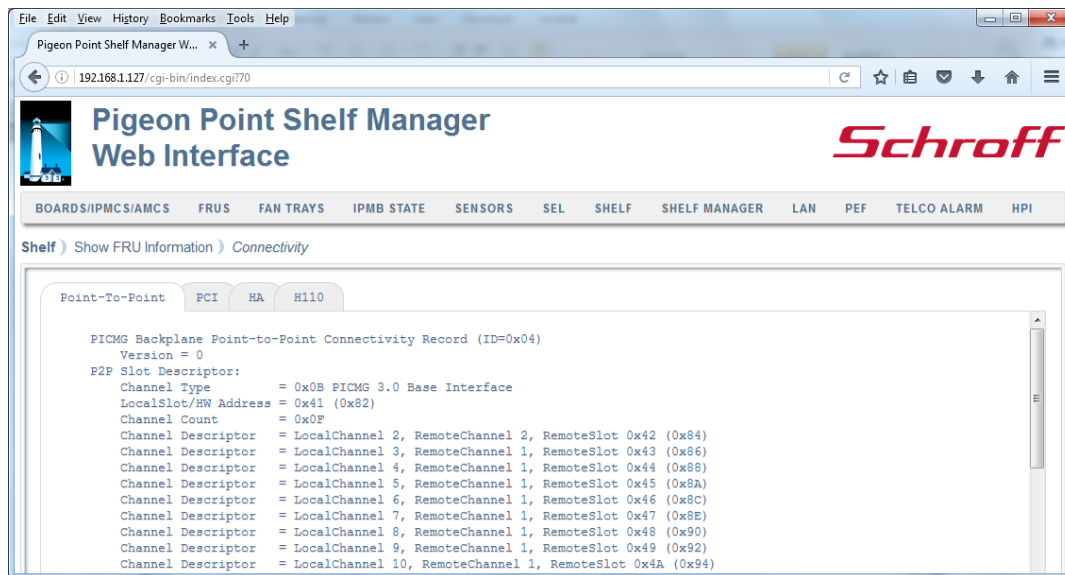 File Edit View History Bookmarks Tools Help
Pigeon Point Shelf Manager W... × +
192.168.1.127/cgi-bin/index.cgi?70
Pigeon Point Shelf Manager
Web Interface
Schroff
BOARDS/IPMCS/AMCS FRUS FAN TRAYS IPMB STATE SENSORS SEL SHELF SHELF MANAGER LAN PEF TELCO ALARM HPI
Shelf ) Show FRU Information ) Connectivity
Point-To-Point PCI HA H110
PICMG Backplane Point-to-Point Connectivity Record (ID=0x04)
Version = 0
P2P Slot Descriptor:
Channel Type = 0x0B PICMG 3.0 Base Interface
LocalSlot/HW Address = 0x41 (0x82)
Channel Count = 0x0F
Channel Descriptor = LocalChannel 2, RemoteChannel 2, RemoteSlot 0x42 (0x84)
Channel Descriptor = LocalChannel 3, RemoteChannel 1, RemoteSlot 0x43 (0x86)
Channel Descriptor = LocalChannel 4, RemoteChannel 1, RemoteSlot 0x44 (0x88)
Channel Descriptor = LocalChannel 5, RemoteChannel 1, RemoteSlot 0x45 (0x8A)
Channel Descriptor = LocalChannel 6, RemoteChannel 1, RemoteSlot 0x46 (0x8C)
Channel Descriptor = LocalChannel 7, RemoteChannel 1, RemoteSlot 0x47 (0x8E)
Channel Descriptor = LocalChannel 8, RemoteChannel 1, RemoteSlot 0x48 (0x90)
Channel Descriptor = LocalChannel 9, RemoteChannel 1, RemoteSlot 0x49 (0x92)
Channel Descriptor = LocalChannel 10, RemoteChannel 1, RemoteSlot 0x4A (0x94)